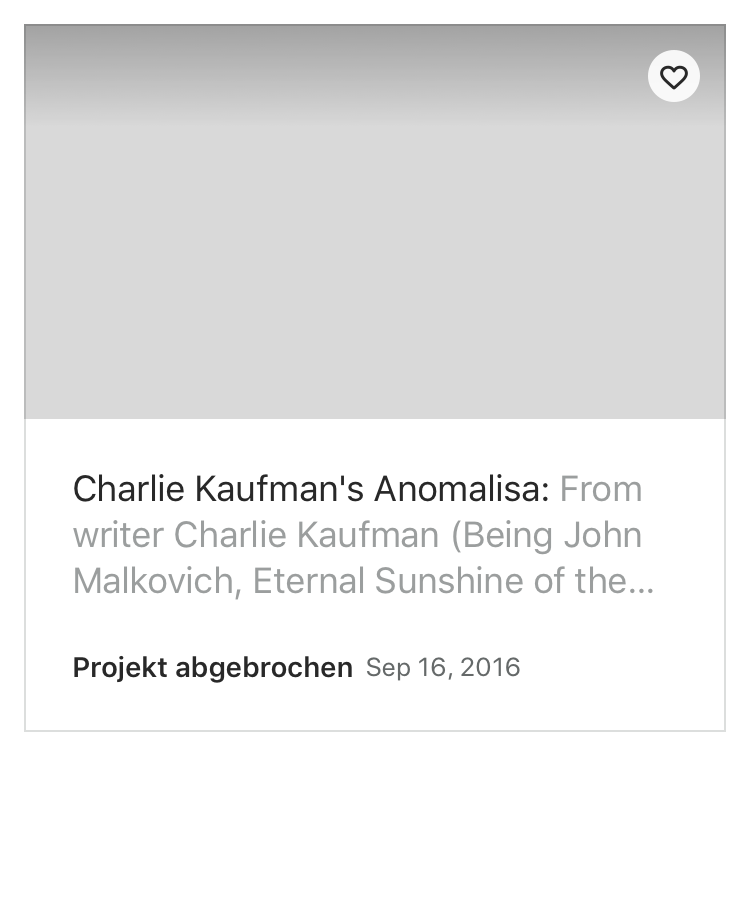 Charlie Kaufman's Anomalisa: From
writer Charlie Kaufman (Being John
Malkovich, Eternal Sunshine of the...
Projekt abgebrochen Sep 16, 2016